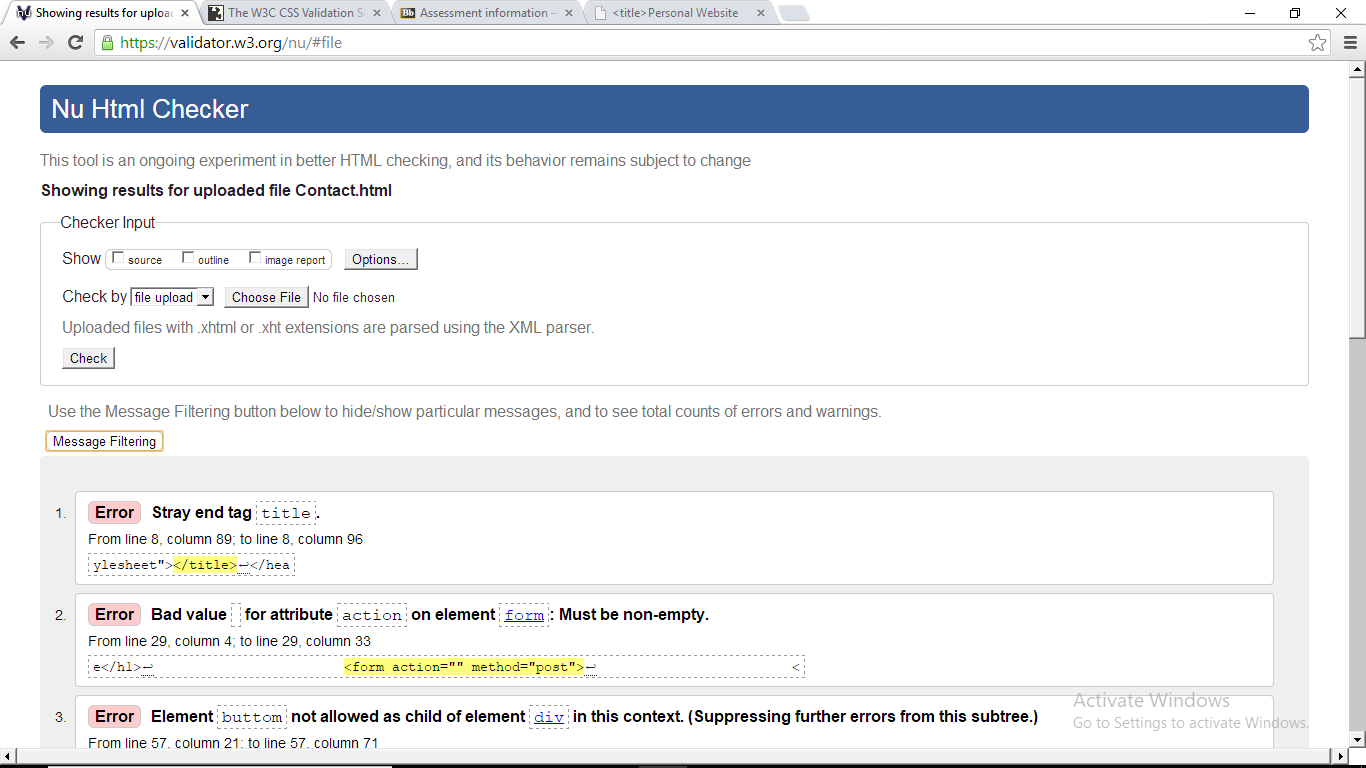 Showing results for uploa
The W3C CSS Validation S
Bb Assessment information –
<title>Personal Website
https://validator.w3.org/nu/#file
Nu Html Checker
This tool is an ongoing experiment in better HTML checking, and its behavior remains subject to change
Showing results for uploaded file Contact.html
Checker Input
Show source outline image report Options...
Check by file upload Choose File No file chosen
Uploaded files with .xhtml or .xht extensions are parsed using the XML parser.
Check
Use the Message Filtering button below to hide/show particular messages, and to see total counts of errors and warnings.
Message Filtering
1. Error Stray end tag title.
From line 8, column 89; to line 8, column 96
ylesheet"></title>↩</hea
2. Error Bad value for attribute action on element form: Must be non-empty.
From line 29, column 4; to line 29, column 33
e</h1>↩ <form action="" method="post">↩ <
3. Error Element buttom not allowed as child of element div in this context. (Suppressing further errors from this subtree.)
From line 57, column 21; to line 57, column 71
Activate Windows
Go to Settings to activate Windows.